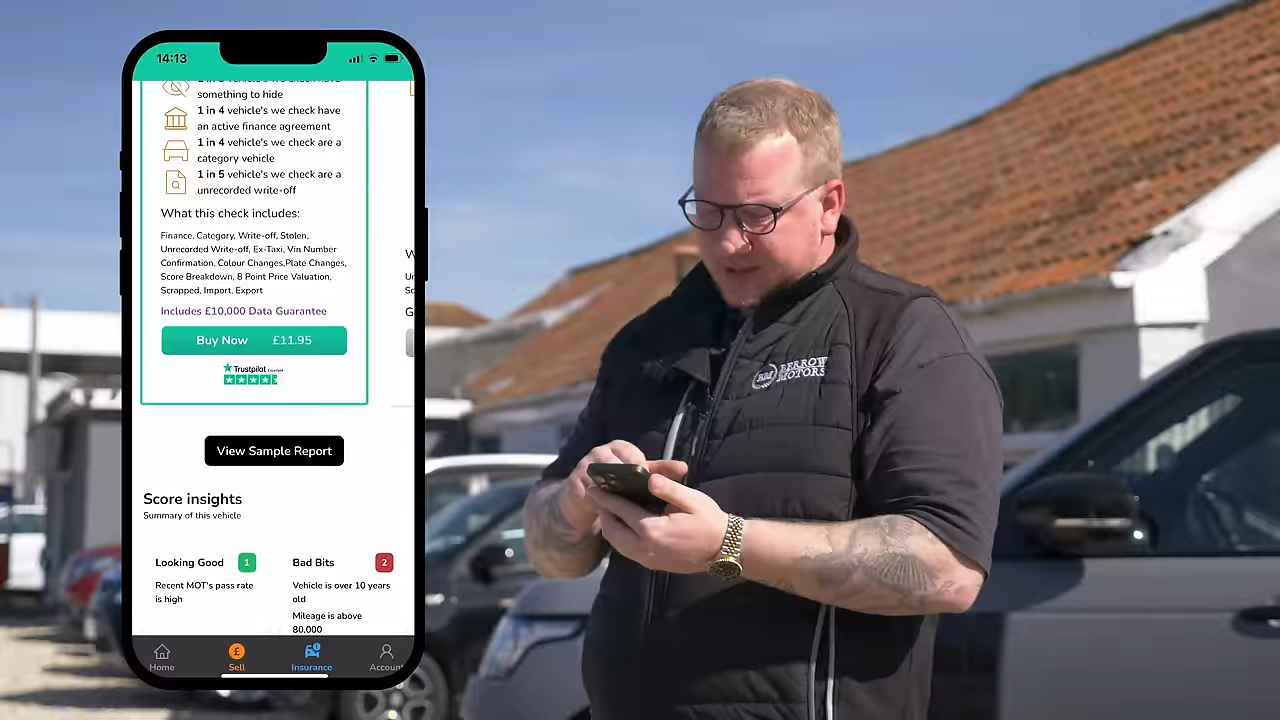 14:13
something to hide
1 in 4 vehicle's we check have
an active finance agreement
1 in 4 vehicle's we check are a
category vehicle
1 in 5 vehicle's we check are a
unrecorded write-off
What this check includes:
Finance, Category, Write-off, Stolen,
Unrecorded Write-off, Ex-Taxi, Vin Number
Confirmation, Colour Changes,Plate Changes,
Score Breakdown, 8 Point Price Valuation,
Scrapped, Import, Export
Includes £10,000 Data Guarantee
Buy Now £11.95
Trustpilot
View Sample Report
Score insights
Summary of this vehicle
Looking Good 1
Recent MOT's pass rate
is high
Bad Bits 2
Vehicle is over 10 years
old
Mileage is above
80,000
Home
£
Sell
Insurance
Account
BM BERROW
MOTORS